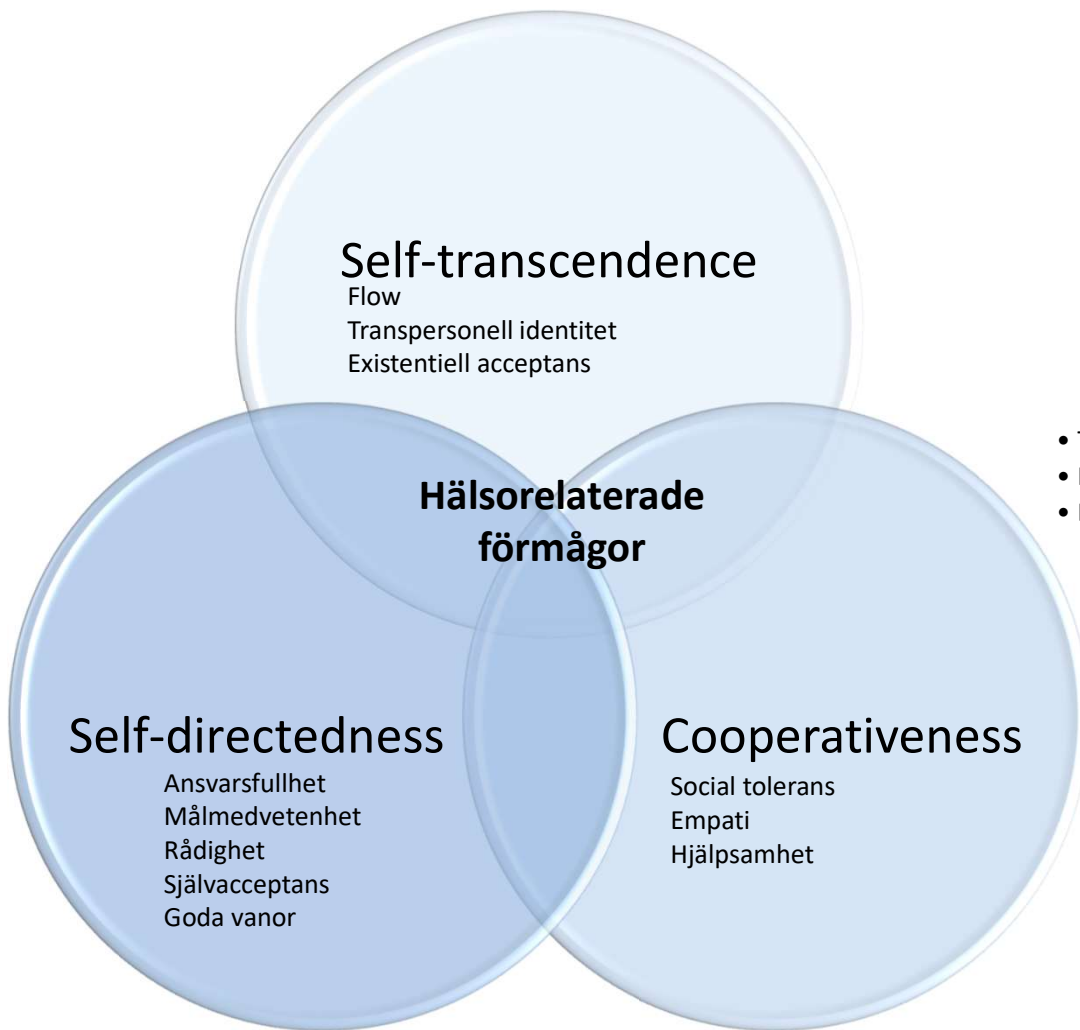 Self-transcendence
Flow
Transpersonell identitet
Existentiell acceptans
Hälsorelaterade
förmågor
Self-directedness
Ansvarsfullhet
Målmedvetenhet
Rådighet
Självacceptans
Goda vanor
Cooperativeness
Social tolerans
Empati
Hjälpsamhet